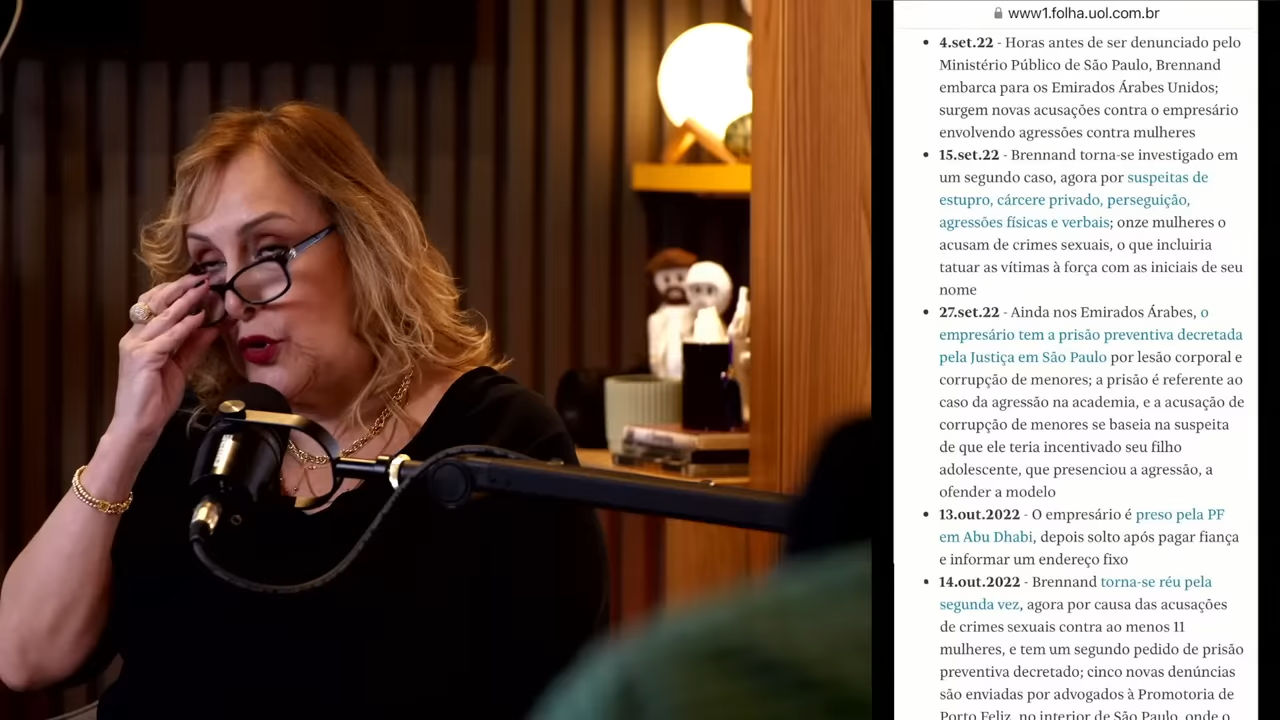 www1.folha.uol.com.br
• 4.set.22 - Horas antes de ser denunciado pelo
Ministério Público de São Paulo, Brennand
embarca para os Emirados Árabes Unidos;
surgem novas acusações contra o empresário
envolvendo agressões contra mulheres
• 15.set.22 - Brennand torna-se investigado em
um segundo caso, agora por suspeitas de
estupro, cárcere privado, perseguição,
agressões físicas e verbais; onze mulheres o
acusam de crimes sexuais, o que incluiria
tatuar as vítimas à força com as iniciais de seu
nome
• 27.set.22 - Ainda nos Emirados Árabes, o
empresário tem a prisão preventiva decretada
pela Justiça em São Paulo por lesão corporal e
corrupção de menores; a prisão é referente ao
caso da agressão na academia, e a acusação de
corrupção de menores se baseia na suspeita
de que ele teria incentivado seu filho
adolescente, que presenciou a agressão, a
ofender a modelo
• 13.out.2022 - O empresário é preso pela PF
em Abu Dhabi, depois solto após pagar fiança
e informar um endereço fixo
• 14.out.2022 - Brennand torna-se réu pela
segunda vez, agora por causa das acusações
de crimes sexuais contra ao menos 11
mulheres, e tem um segundo pedido de prisão
preventiva decretado; cinco novas denúncias
são enviadas por advogados à Promotoria de
Porto Feliz, no interior de São Paulo, onde o